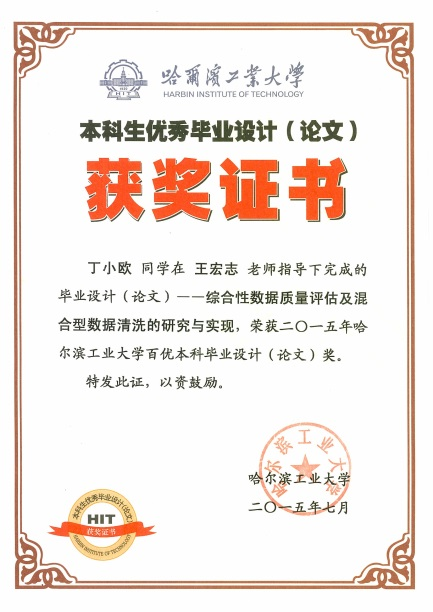 哈爾濱工業大學
HARBIN INSTITUTE OF TECHNOLOGY
HIT
本科生优秀毕业设计（论文）
获奖证书
丁小欧 同学在 王宏志 老师指导下完成的
毕业设计（论文）——综合性数据质量评估及混
合型数据清洗的研究与实现，荣获二〇一五年哈
尔滨工业大学百优本科毕业设计（论文）奖。
特发此证，以资鼓励。
哈尔滨工业大学
哈尔滨工业大学
二〇一五年七月
本科生优秀毕业设计(论文)
HIT
获奖证书
HARBIN INSTITUTE OF TECHNOLOGY